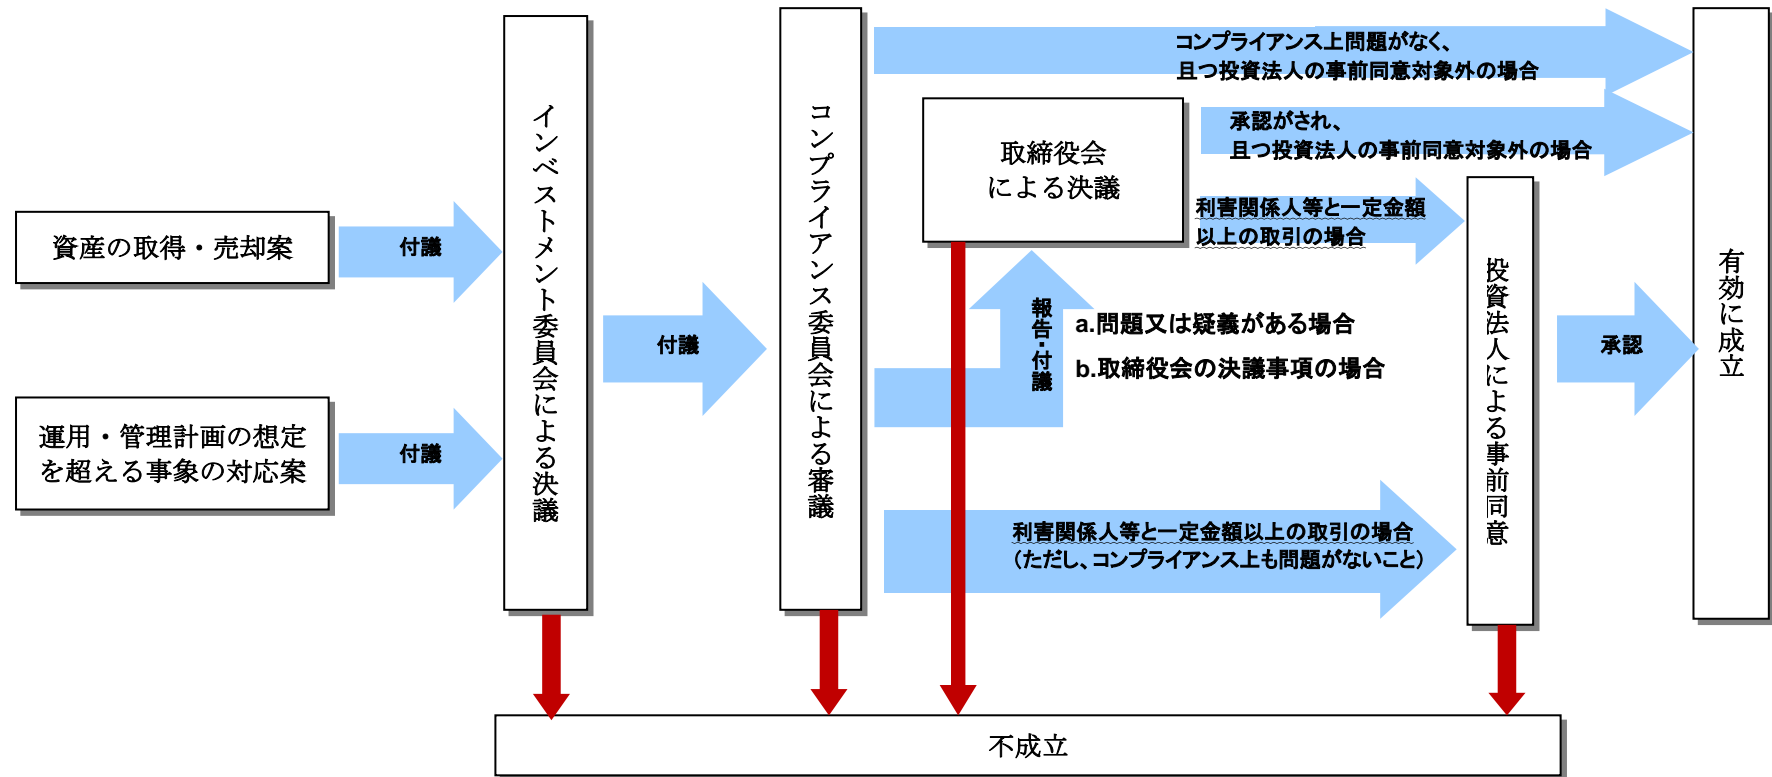 資産の取得・売却案
付議
運用・管理計画の想定
を超える事象の対応案
付議
インベストメント委員会による決議
付議
コンプライアンス委員会による審議
コンプライアンス上問題がなく、
且つ投資法人の事前同意対象外の場合
取締役会
による決議
承認がされ、
且つ投資法人の事前同意対象外の場合
利害関係人等と一定金額
以上の取引の場合
報告・付議
a.問題又は疑義がある場合
b.取締役会の決議事項の場合
利害関係人等と一定金額以上の取引の場合
（ただし、コンプライアンス上も問題がないこと）
投資法人による事前同意
承認
有効に成立
不成立